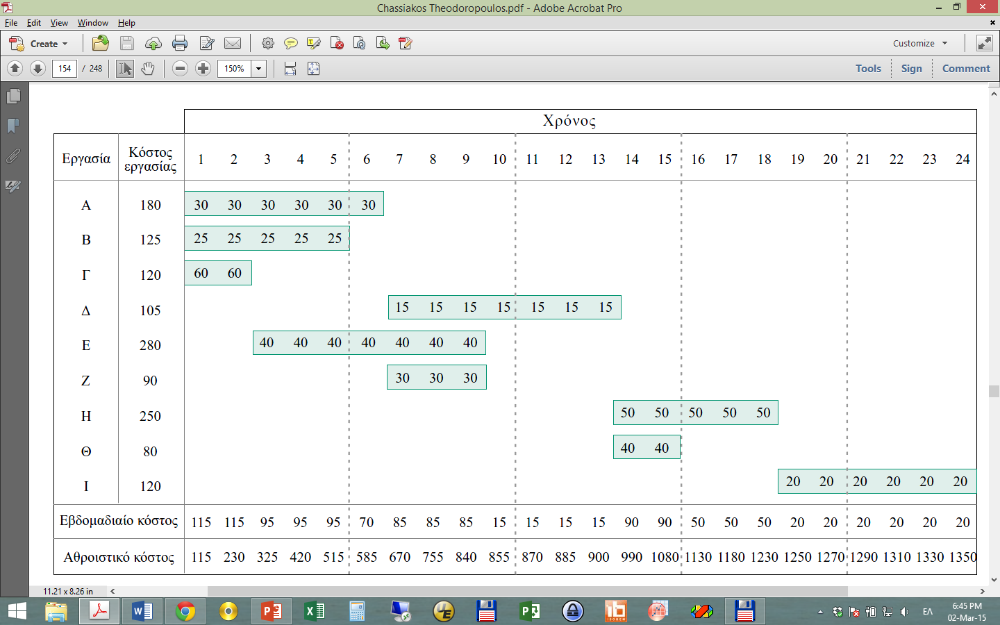 Chassiakos Theodoropoulos.pdf - Adobe Acrobat Pro
File Edit View Window Help
Create Customize
154 / 248 150% Tools Sign Comment
Χρόνος
Εργασία Κόστος εργασίας 1 2 3 4 5 6 7 8 9 10 11 12 13 14 15 16 17 18 19 20 21 22 23 24
Α 180 30 30 30 30 30 30
Β 125 25 25 25 25 25
Γ 120 60 60
Δ 105 15 15 15 15 15 15 15
Ε 280 40 40 40 40 40 40 40
Ζ 90 30 30 30
Η 250 50 50 50 50 50
Θ 80 40 40
Ι 120 20 20 20 20 20 20
Εβδομαδιαίο κόστος 115 115 95 95 95 70 85 85 85 15 15 15 15 90 90 50 50 50 20 20 20 20 20 20
Αθροιστικό κόστος 115 230 325 420 515 585 670 755 840 855 870 885 900 990 1080 1130 1180 1230 1250 1270 1290 1310 1330 1350
11.21 x 8.26 in
ΕΛ 6:45 PM
02-Mar-15